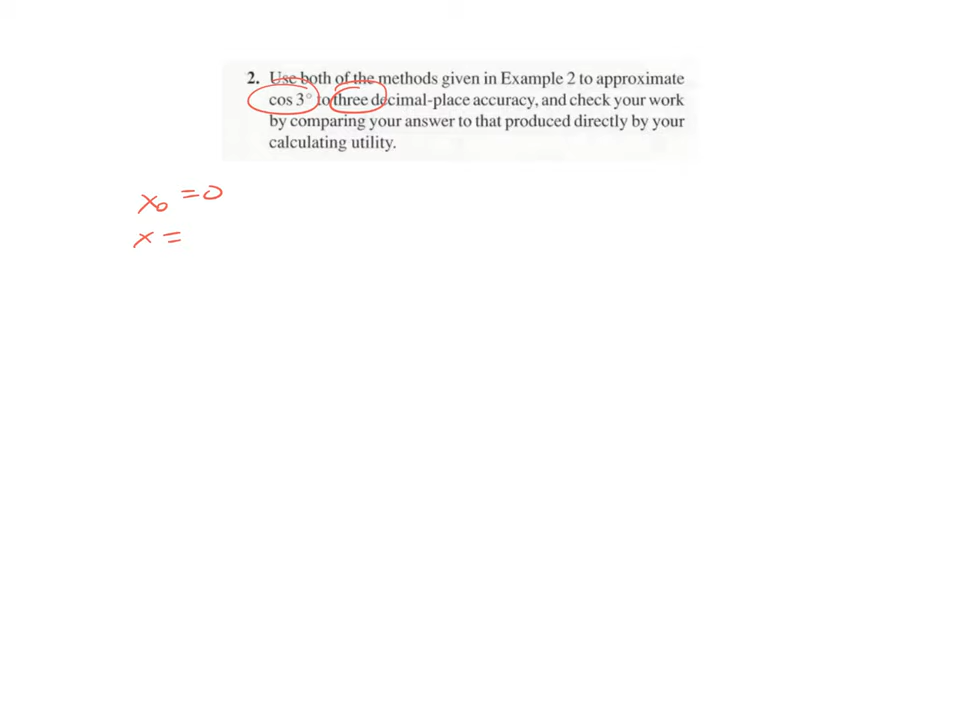 2. Use both of the methods given in Example 2 to approximate
cos 3° to three decimal-place accuracy, and check your work
by comparing your answer to that produced directly by your
calculating utility.
x₀ = 0
x =